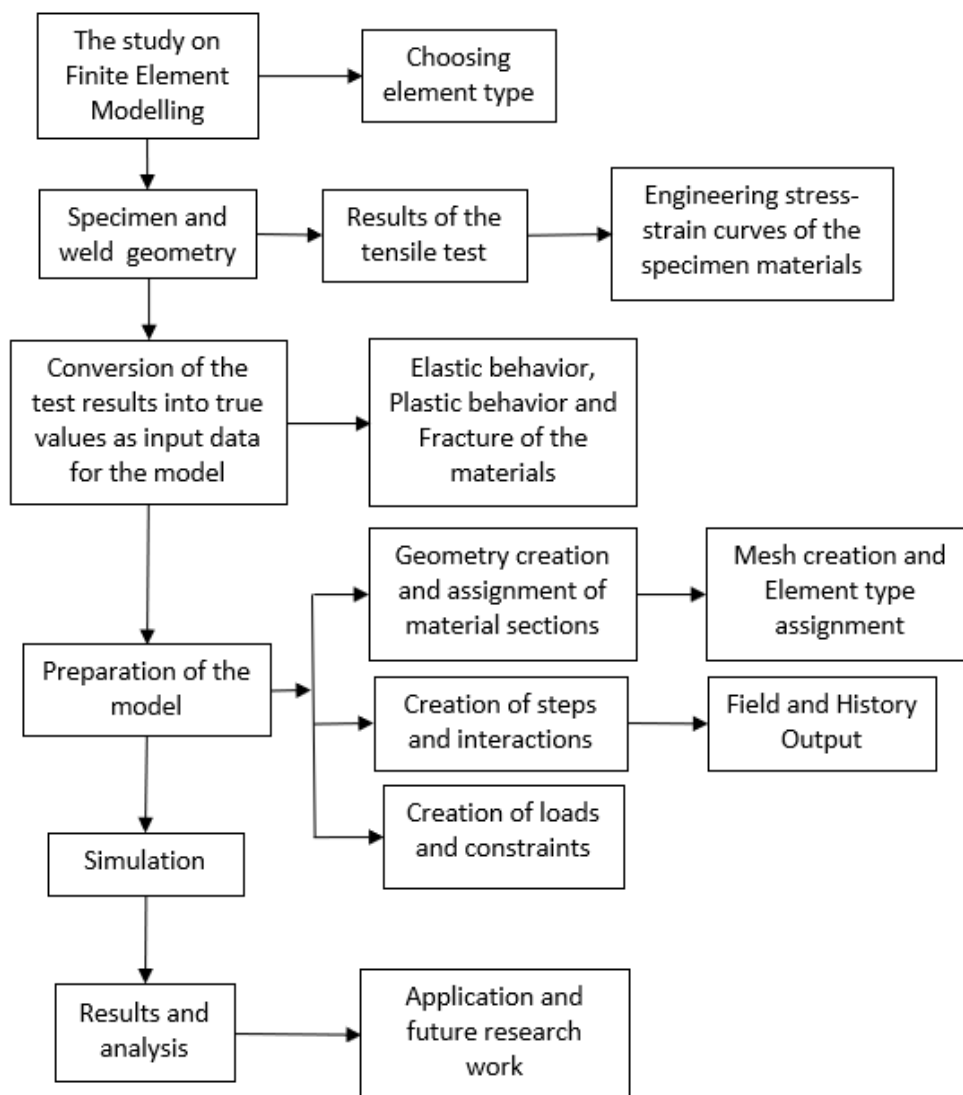 The study on
Finite Element
Modelling
Choosing
element type
Specimen and
weld geometry
Results of the
tensile test
Engineering stress-
strain curves of the
specimen materials
Conversion of the
test results into true
values as input data
for the model
Elastic behavior,
Plastic behavior and
Fracture of the
materials
Preparation of the
model
Geometry creation
and assignment of
material sections
Mesh creation and
Element type
assignment
Creation of steps
and interactions
Field and History
Output
Creation of loads
and constraints
Simulation
Results and
analysis
Application and
future research
work